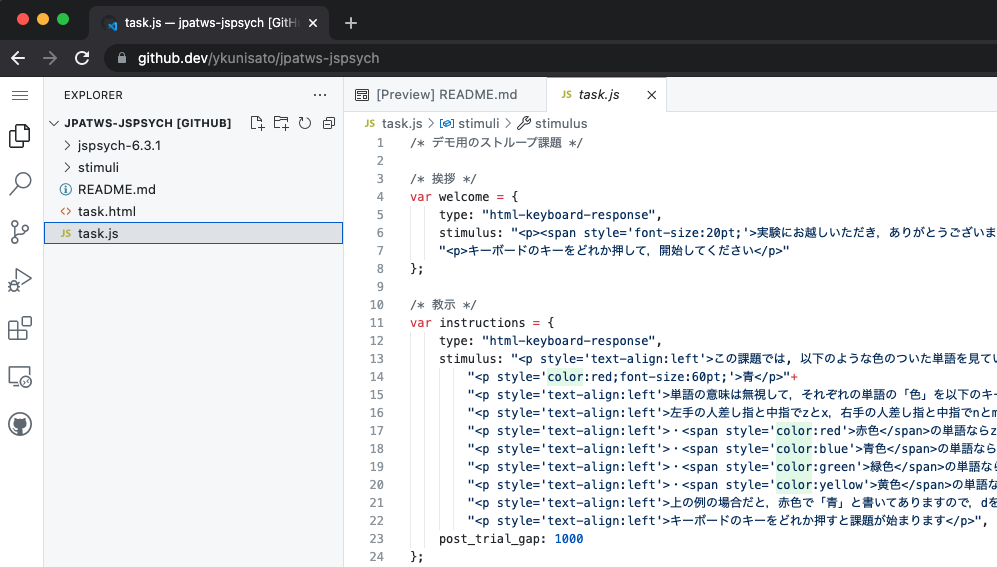 task.js — jpatws-jspsych [GitH
github.dev/ykunisato/jpatws-jspsych
EXPLORER
JPATWS-JSPSYCH [GITHUB]
jspsych-6.3.1
stimuli
README.md
task.html
JS task.js
[Preview] README.md
JS task.js
JS task.js > stimuli > stimulus
1 /* デモ用のストループ課題 */
2
3 /* 挨拶 */
4 var welcome = {
5 type: "html-keyboard-response",
6 stimulus: "<p><span style='font-size:20pt;'>実験にお越しいただき，ありがとうございま
7 "<p>キーボードのキーをどれか押して，開始してください</p>"
8 };
9
10 /* 教示 */
11 var instructions = {
12 type: "html-keyboard-response",
13 stimulus: "<p style='text-align:left'>この課題では，以下のような色のついた単語を見てい
14 "<p style='color:red;font-size:60pt;'>青</p>"+
15 "<p style='text-align:left'>単語の意味は無視して，それぞれの単語の「色」を以下のキー
16 "<p style='text-align:left'>左手の人差し指と中指でzとx，右手の人差し指と中指でnとm
17 "<p style='text-align:left'>・<span style='color:red'>赤色</span>の単語ならz
18 "<p style='text-align:left'>・<span style='color:blue'>青色</span>の単語なら
19 "<p style='text-align:left'>・<span style='color:green'>緑色</span>の単語な
20 "<p style='text-align:left'>・<span style='color:yellow'>黄色</span>の単語な
21 "<p style='text-align:left'>上の例の場合だと，赤色で「青」と書いてありますので，dを
22 "<p style='text-align:left'>キーボードのキーをどれか押すと課題が始まります</p>",
23 post_trial_gap: 1000
24 };